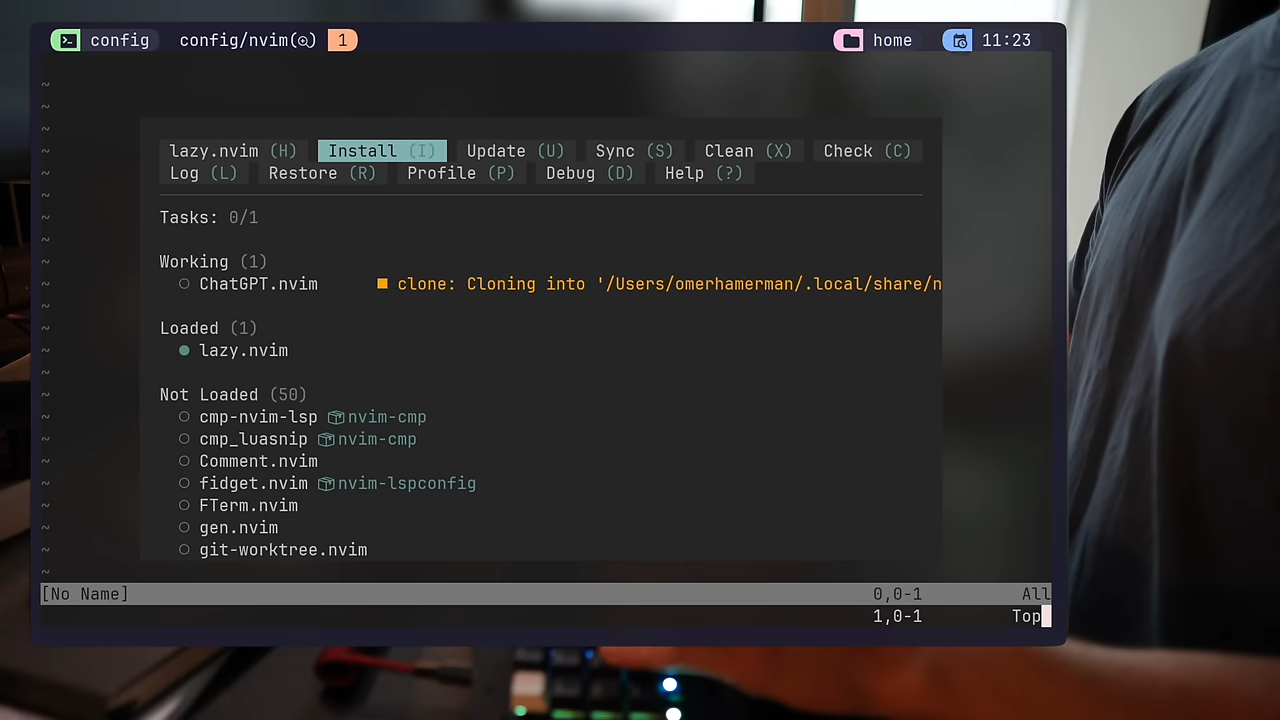 config config/nvim 1 home 11:23
lazy.nvim (H) Install (I) Update (U) Sync (S) Clean (X) Check (C)
Log (L) Restore (R) Profile (P) Debug (D) Help (?)
Tasks: 0/1
Working (1)
○ ChatGPT.nvim ■ clone: Cloning into '/Users/omerhamerman/.local/share/n
Loaded (1)
● lazy.nvim
Not Loaded (50)
○ cmp-nvim-lsp nvim-cmp
○ cmp_luasnip nvim-cmp
○ Comment.nvim
○ fidget.nvim nvim-lspconfig
○ FTerm.nvim
○ gen.nvim
○ git-worktree.nvim
[No Name] 0,0-1 All
1,0-1 Top